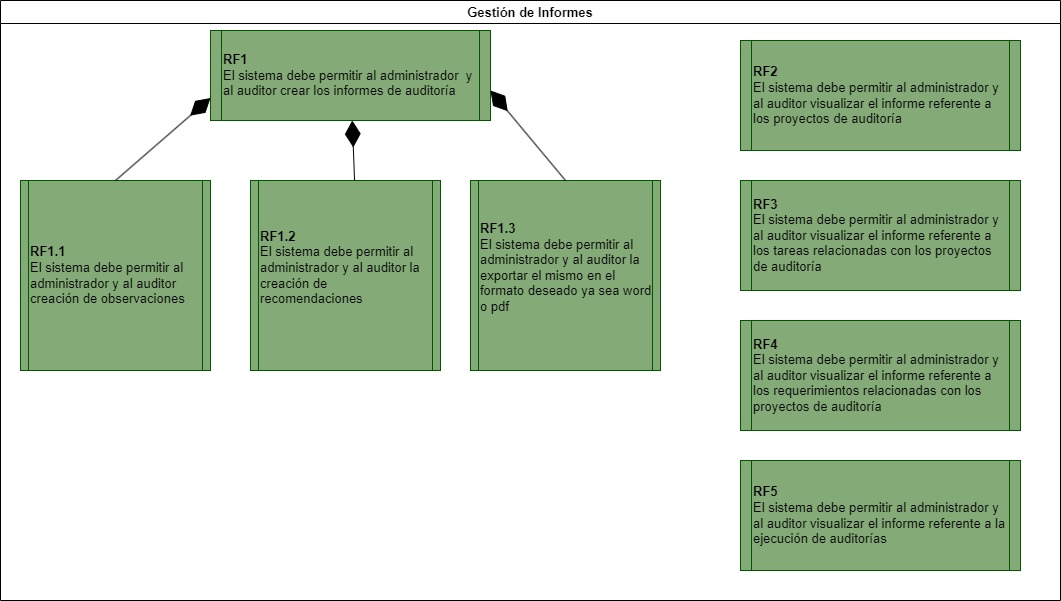 Gestión de Informes
RF1
El sistema debe permitir al administrador y
al auditor crear los informes de auditoría
RF1.1
El sistema debe permitir al
administrador y al auditor
creación de observaciones
RF1.2
El sistema debe permitir al
administrador y al auditor la
creación de
recomendaciones
RF1.3
El sistema debe permitir al
administrador y al auditor la
exportar el mismo en el
formato deseado ya sea word
o pdf
RF2
El sistema debe permitir al administrador y
al auditor visualizar el informe referente a
los proyectos de auditoría
RF3
El sistema debe permitir al administrador y
al auditor visualizar el informe referente a
los tareas relacionadas con los proyectos
de auditoría
RF4
El sistema debe permitir al administrador y
al auditor visualizar el informe referente a
los requerimientos relacionadas con los
proyectos de auditoría
RF5
El sistema debe permitir al administrador y
al auditor visualizar el informe referente a la
ejecución de auditorías